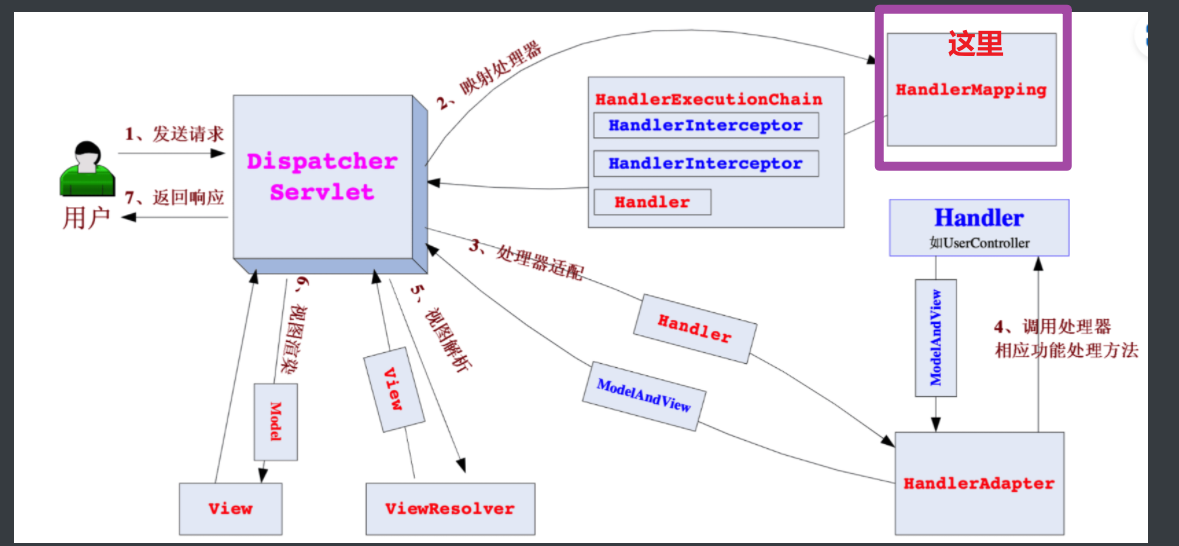 这里
HandlerMapping
2、映射处理器
HandlerExecutionChain
HandlerInterceptor
HandlerInterceptor
Handler
1、发送请求
Dispatcher
Servlet
7、返回响应
用户
Handler
如UserController
3、处理器适配
Handler
ModelAndView
ModelAndView
4、调用处理器
相应功能处理方法
6、视图渲染
5、视图解析
Model
View
View
ViewResolver
HandlerAdapter